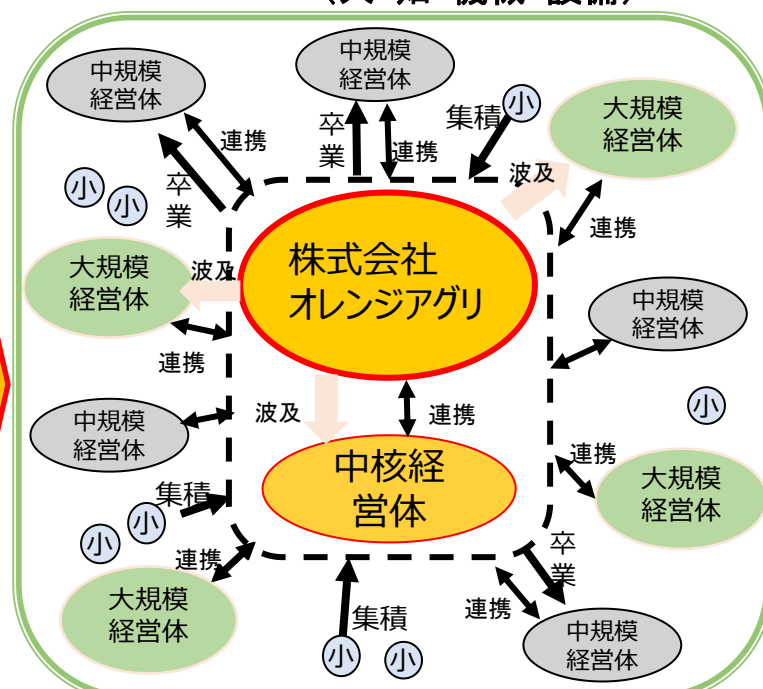 中規模
経営体
中規模
経営体
集積
小
大規模
経営体
連携
卒
業
卒
業
連携
波及
小
小
連携
大規模
経営体
波及
株式会社
オレンジアグリ
連携
中規模
経営体
中規模
経営体
波及
連携
小
中核経
営体
連携
大規模
経営体
集積
小
小
連携
大規模
経営体
集積
小
小
連携
卒
業
中規模
経営体